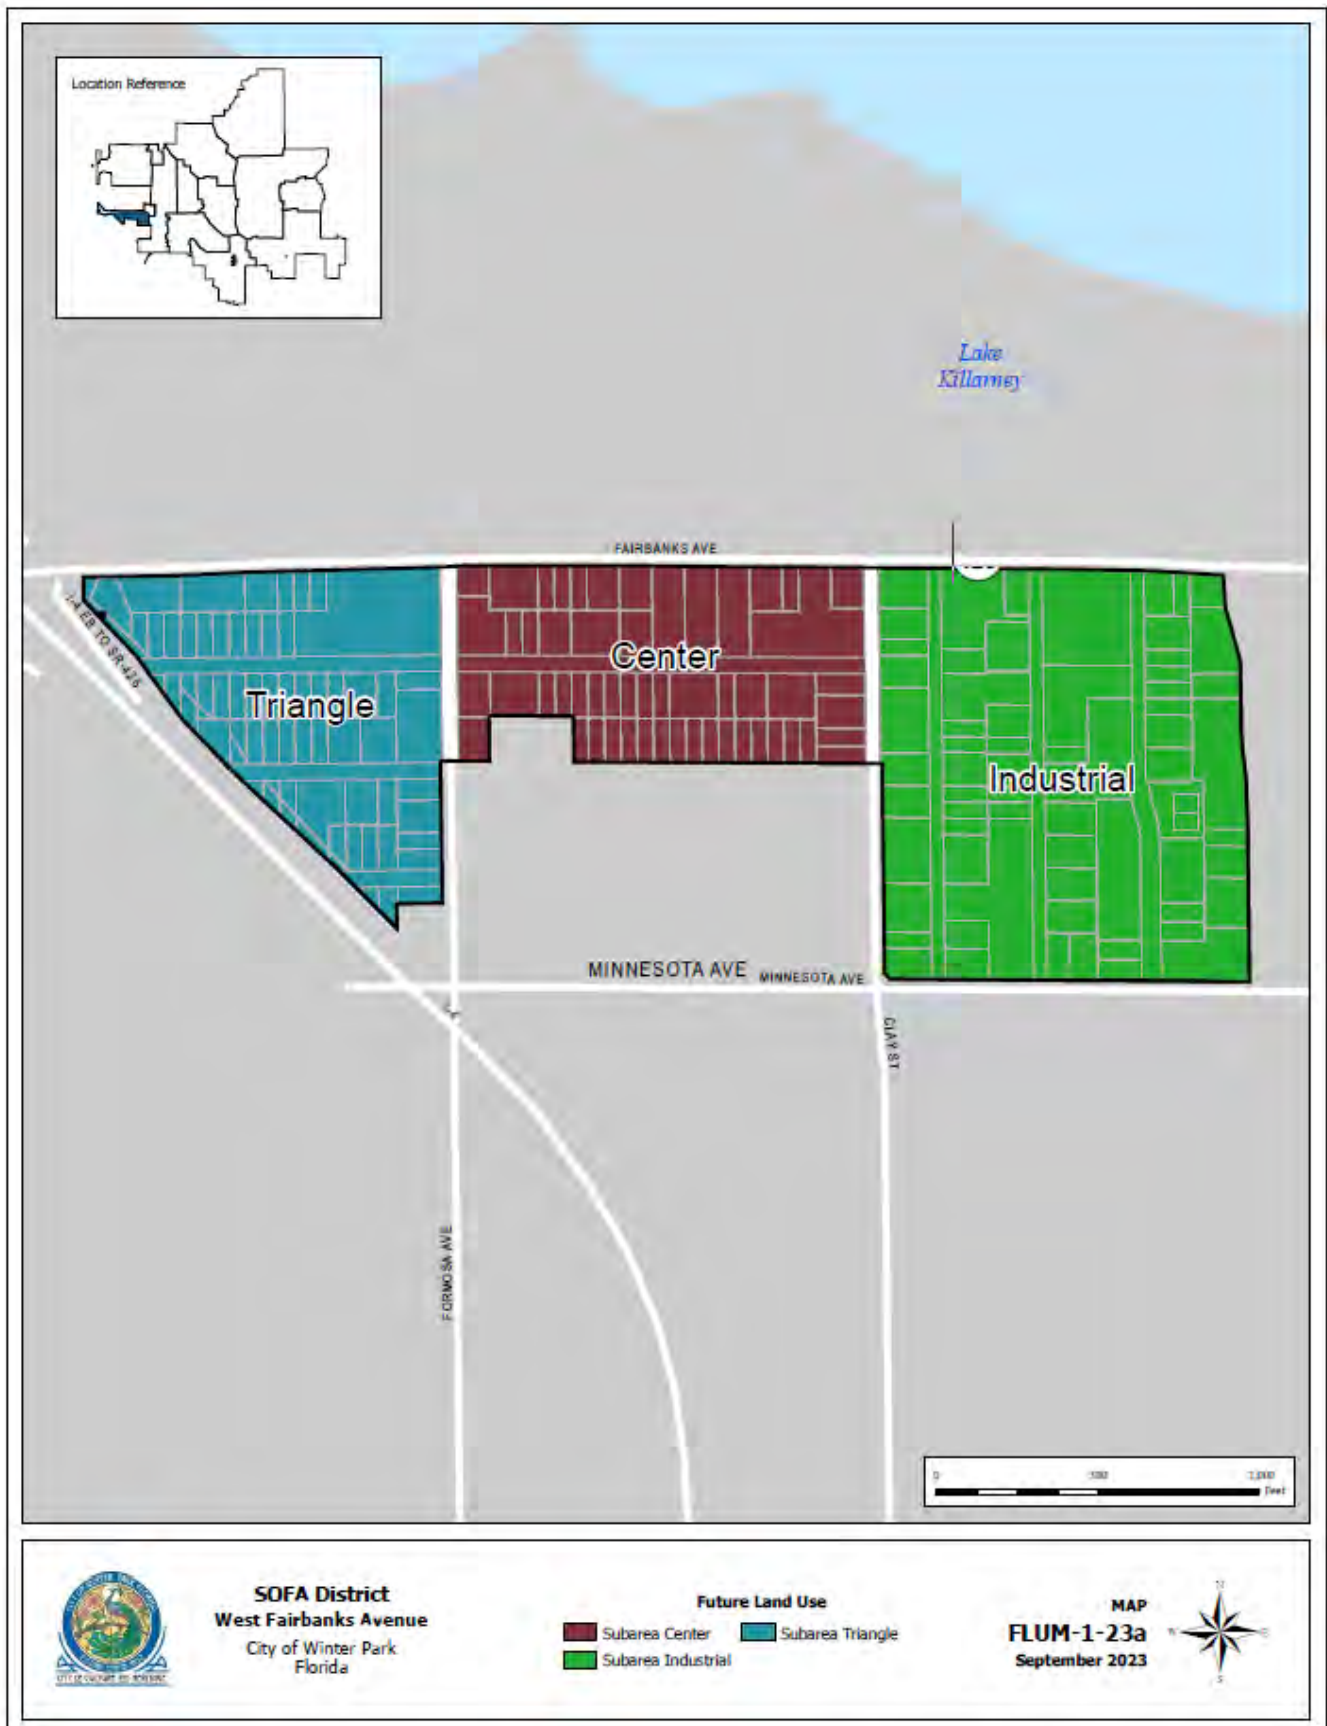 Location Reference
Lake
Killarney
FAIRBANKS AVE
I-4 EB TO SR-426
Center
Triangle
Industrial
MINNESOTA AVE
MINNESOTA AVE
I-4
CLAY ST
FORMOSA AVE
0 500 1,000
Feet
SOFA District
West Fairbanks Avenue
City of Winter Park
Florida
Future Land Use
Subarea Center
Subarea Triangle
Subarea Industrial
MAP
FLUM-1-23a
September 2023
N
W E
S